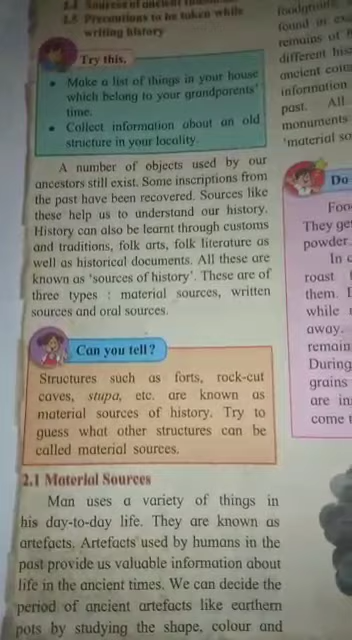 2.4 Sources of ancient
2.5 Precautions to be taken while
writing history
Try this.
• Make a list of things in your house
which belong to your grandparents'
time.
• Collect information about an old
structure in your locality.
A number of objects used by our
ancestors still exist. Some inscriptions from
the past have been recovered. Sources like
these help us to understand our history.
History can also be learnt through customs
and traditions, folk arts, folk literature as
well as historical documents. All these are
known as 'sources of history'. These are of
three types : material sources, written
sources and oral sources.
Can you tell?
Structures such as forts, rock-cut
caves, stupa, etc. are known as
material sources of history. Try to
guess what other structures can be
called material sources.
2.1 Material Sources
Man uses a variety of things in
his day-to-day life. They are known as
artefacts. Artefacts used by humans in the
past provide us valuable information about
life in the ancient times. We can decide the
period of ancient artefacts like earthern
pots by studying the shape, colour and
found in
remains of
different
ancient
information
past. All
monuments
'material
Do
They
powder.
In
roast
them.
while
away.
remain
During
grains
are
come